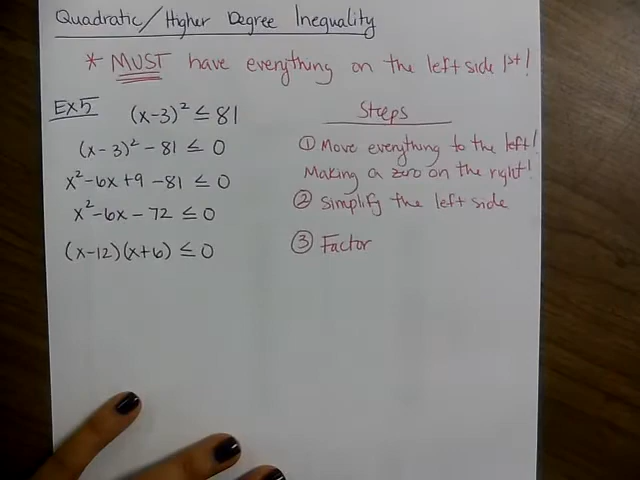 Quadratic/Higher Degree Inequality
* MUST have everything on the left side 1st!
Ex 5 (x-3)² ≤ 81
Steps
(x-3)² - 81 ≤ 0
① Move everything to the left!
Making a zero on the right!
x² - 6x + 9 - 81 ≤ 0
② Simplify the left side
x² - 6x - 72 ≤ 0
③ Factor
(x-12)(x+6) ≤ 0